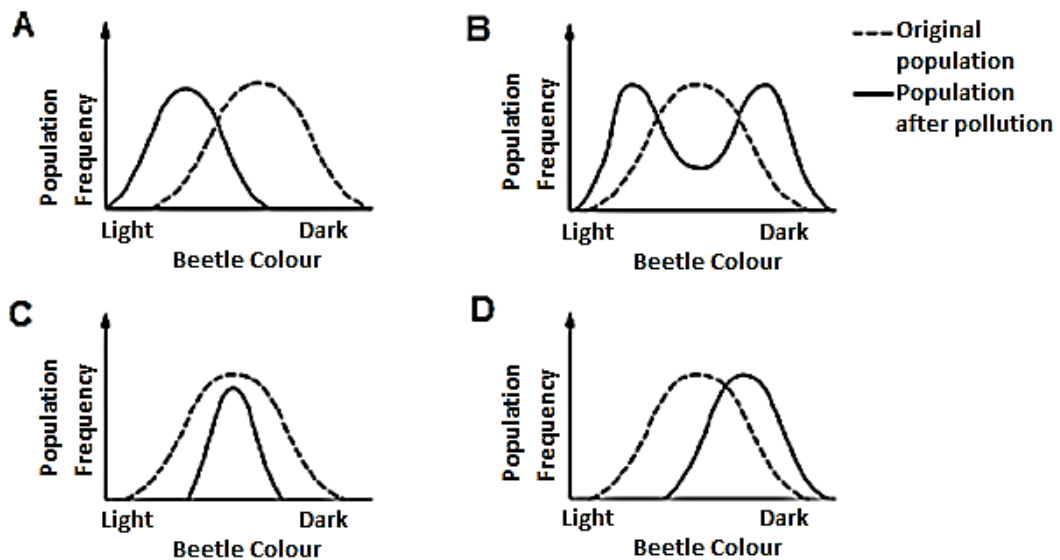 A
Population
Frequency
Light Dark
Beetle Colour
B
Population
Frequency
Light Dark
Beetle Colour
Original
population
Population
after pollution
C
Population
Frequency
Light Dark
Beetle Colour
D
Population
Frequency
Light Dark
Beetle Colour